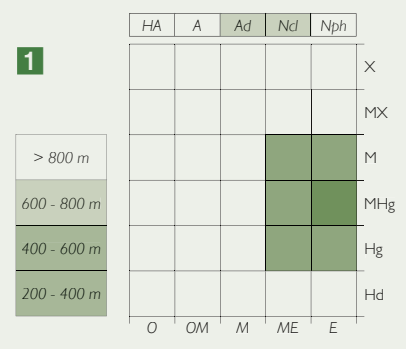 HA A Ad Ncl Nph
1
X
MX
> 800 m M
600 - 800 m MHg
400 - 600 m Hg
200 - 400 m Hd
O OM M ME E